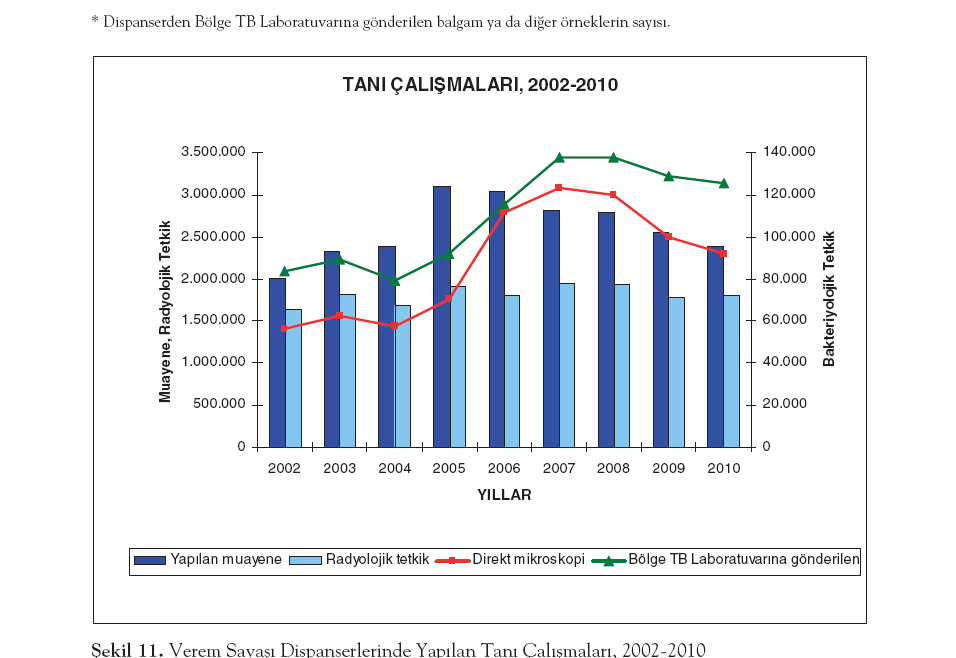 * Dispanserden Bölge TB Laboratuvarına gönderilen balgam ya da diğer örneklerin sayısı.
TANI ÇALIŞMALARI, 2002-2010
Muayene, Radyolojik Tetkik
3.500.000
3.000.000
2.500.000
2.000.000
1.500.000
1.000.000
500.000
0
140.000
120.000
100.000
80.000
60.000
40.000
20.000
0
Bakteriyolojik Tetkik
2002 2003 2004 2005 2006 2007 2008 2009 2010
YILLAR
Yapılan muayene Radyolojik tetkik Direkt mikroskopi Bölge TB Laboratuvarına gönderilen
Şekil 11. Verem Savaşı Dispanserlerinde Yapılan Tanı Çalışmaları, 2002-2010